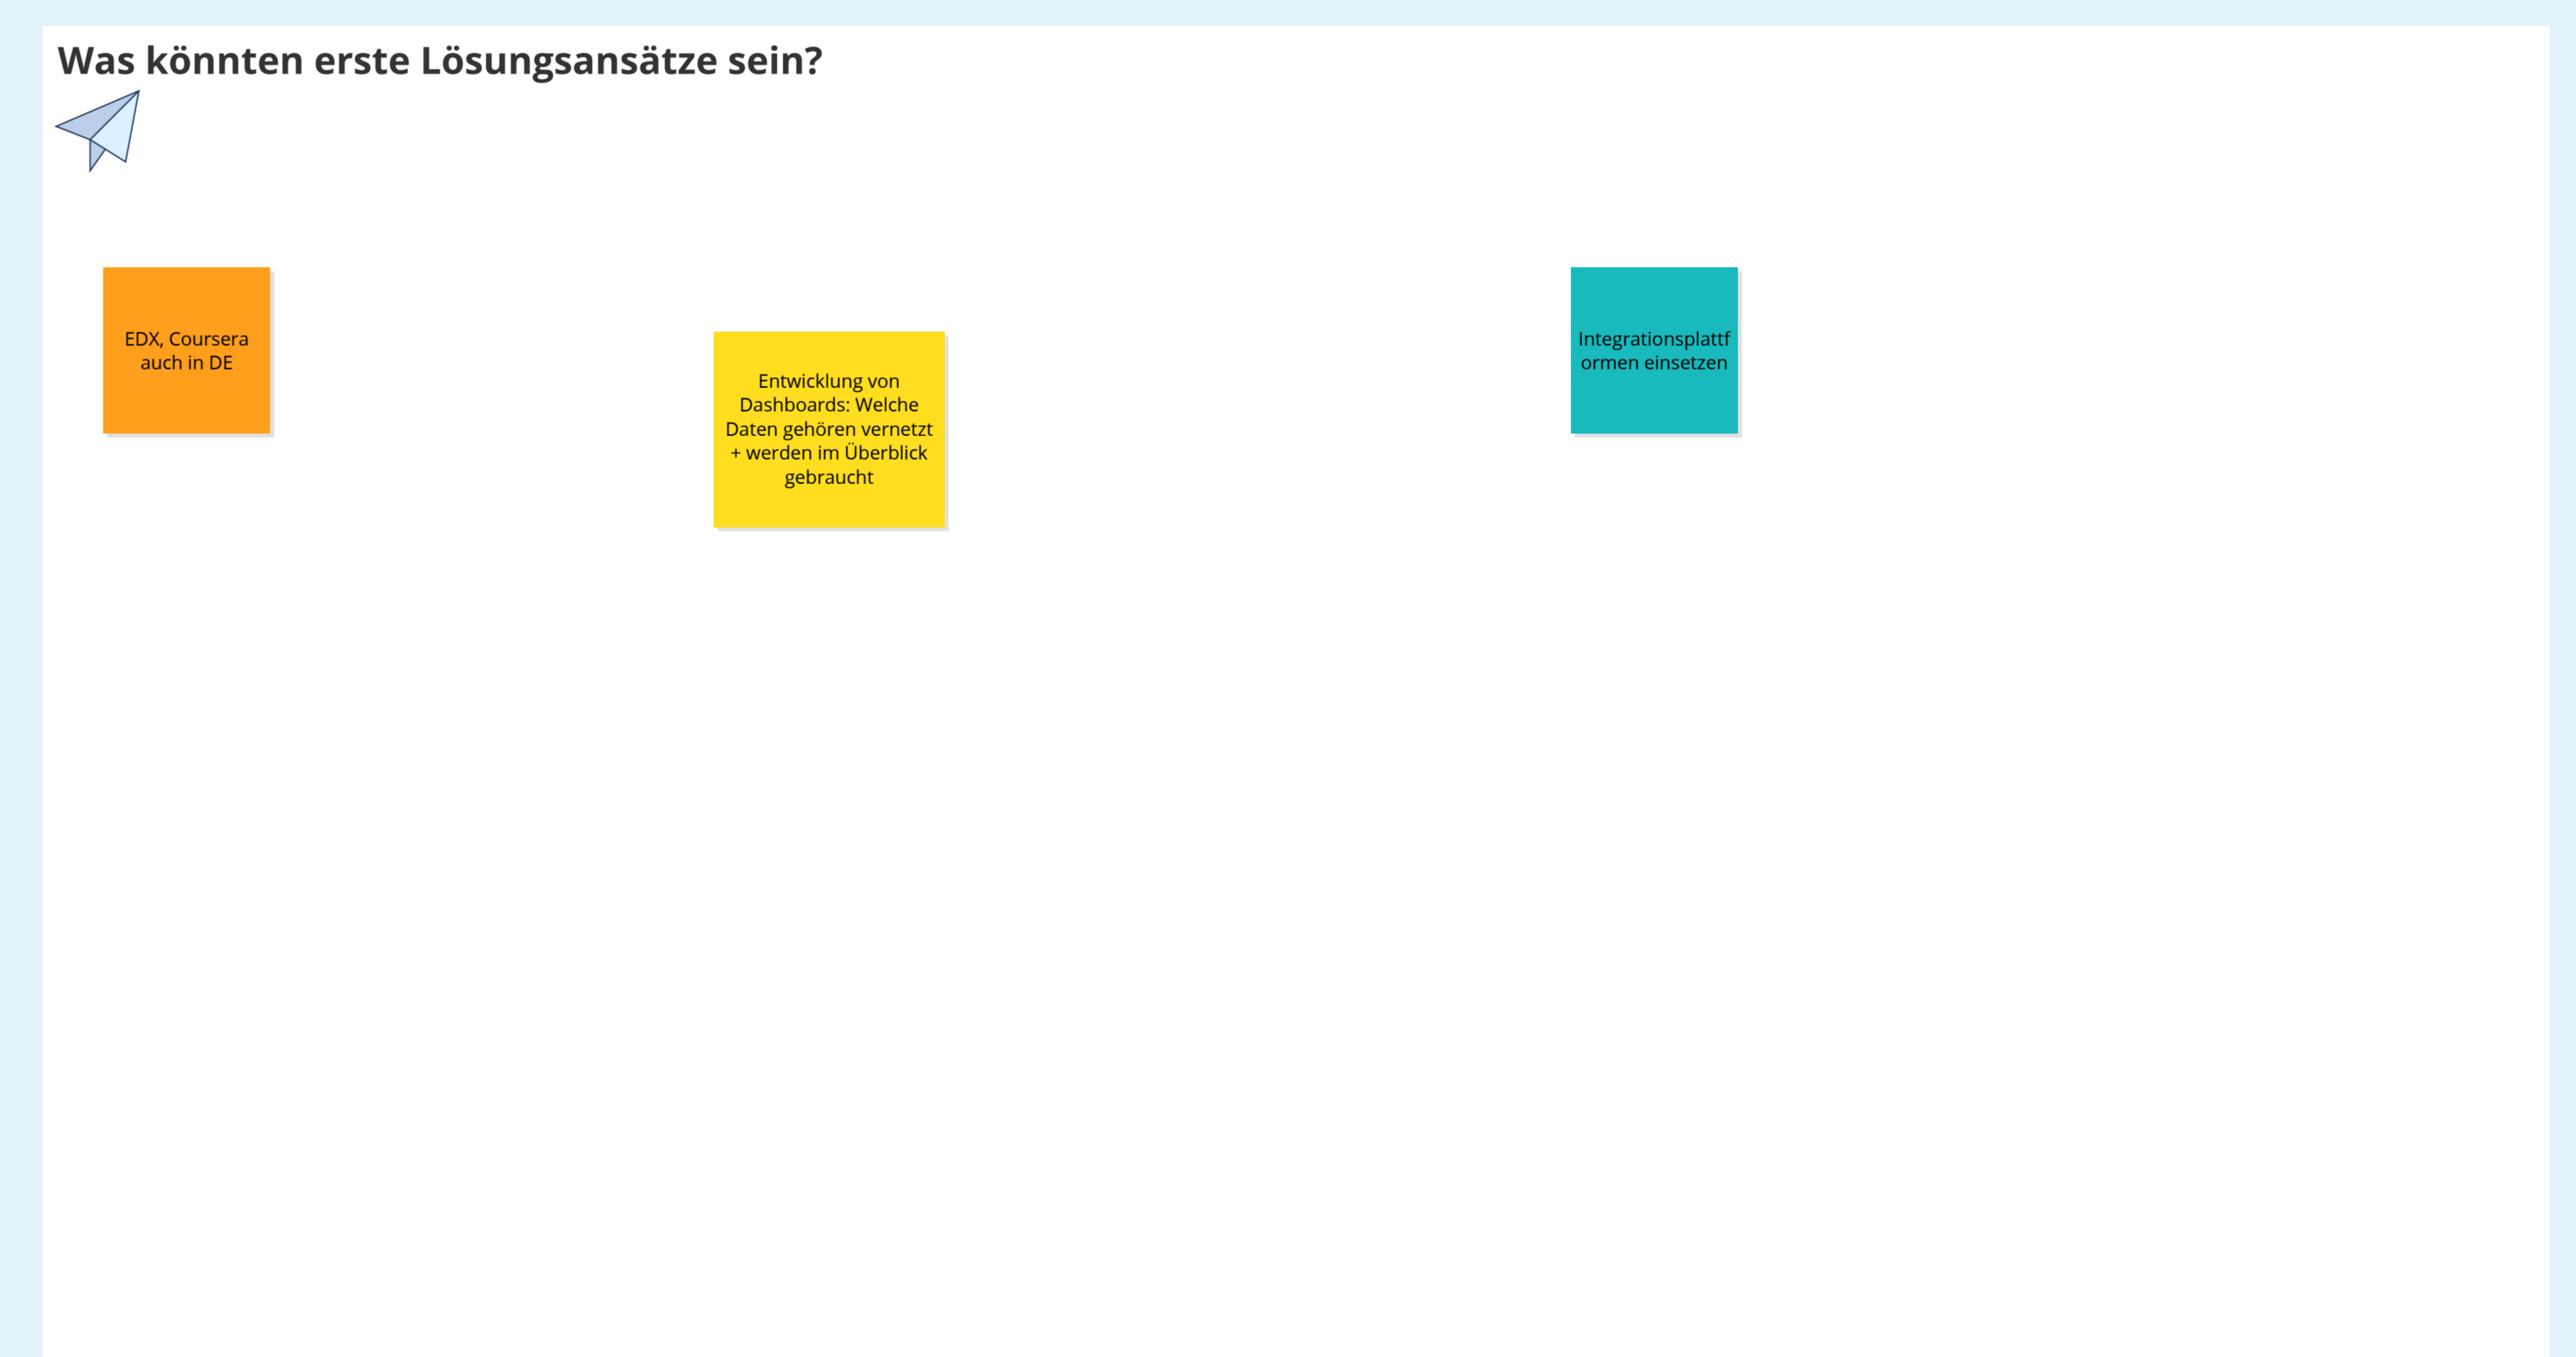 Was könnten erste Lösungsansätze sein?
EDX, Coursera
auch in DE
Entwicklung von
Dashboards: Welche
Daten gehören vernetzt
+ werden im Überblick
gebraucht
Integrationsplattf
ormen einsetzen